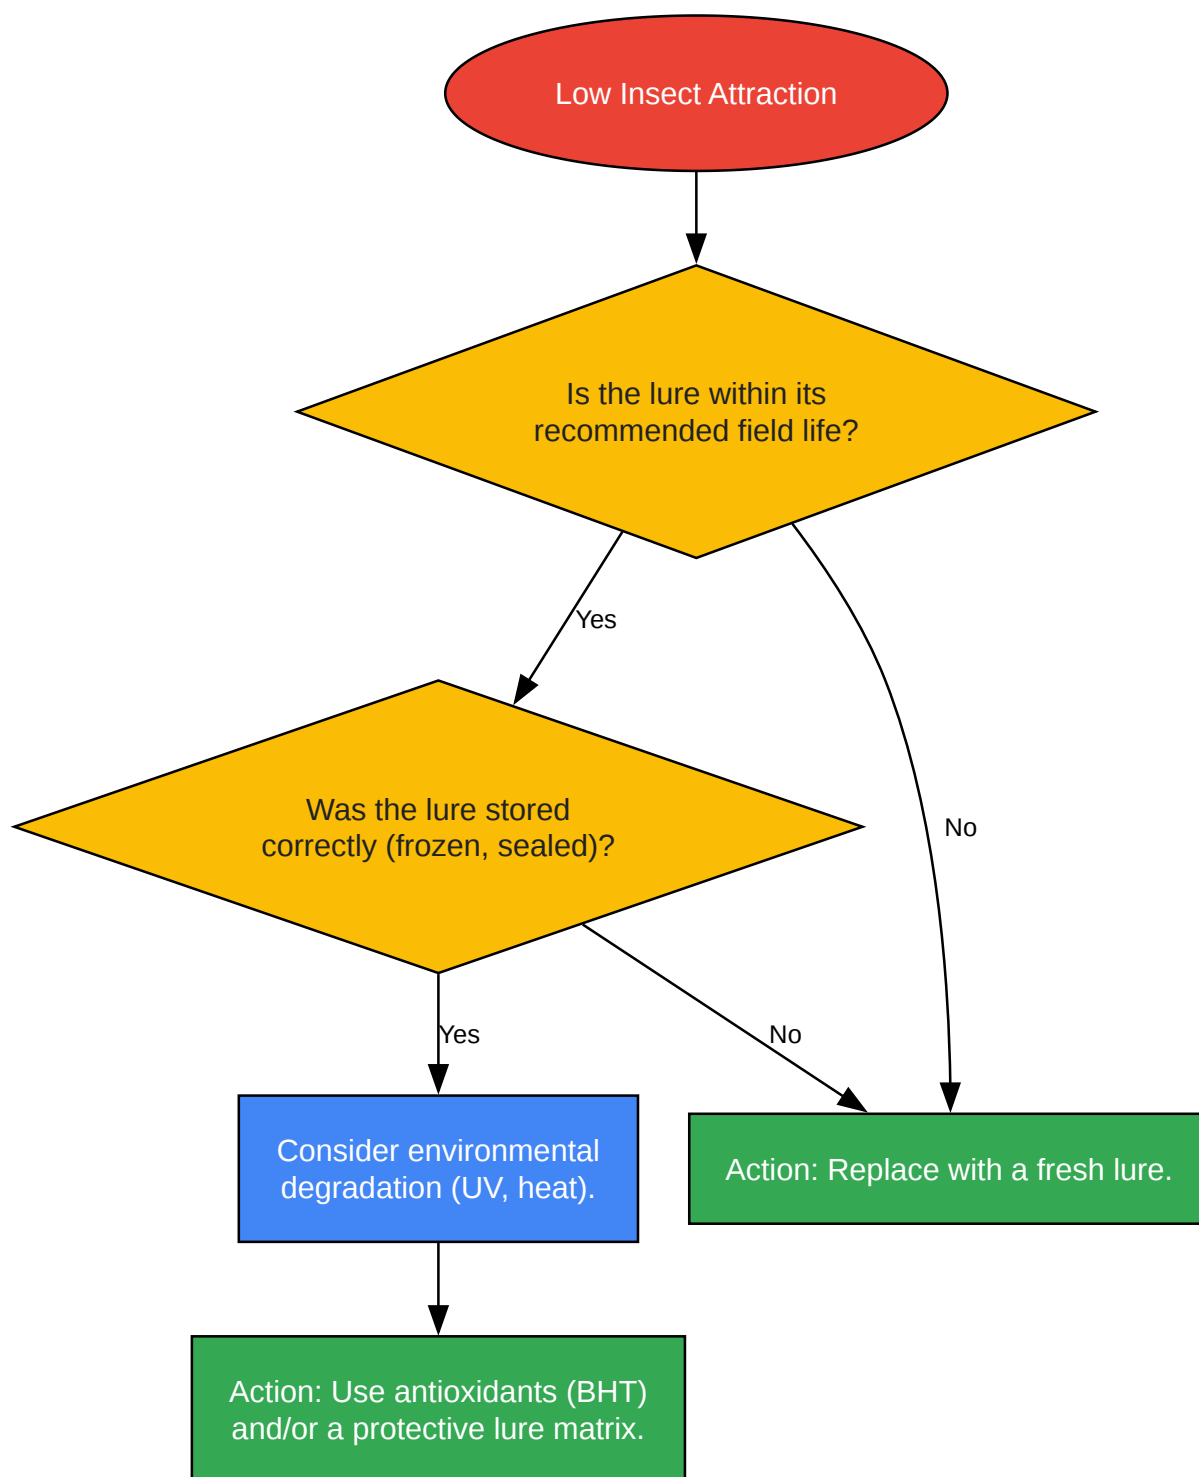 Low Insect Attraction
Is the lure within its
recommended field life?
Yes
No
Was the lure stored
correctly (frozen, sealed)?
Yes
No
Consider environmental
degradation (UV, heat).
Action: Replace with a fresh lure.
Action: Use antioxidants (BHT)
and/or a protective lure matrix.